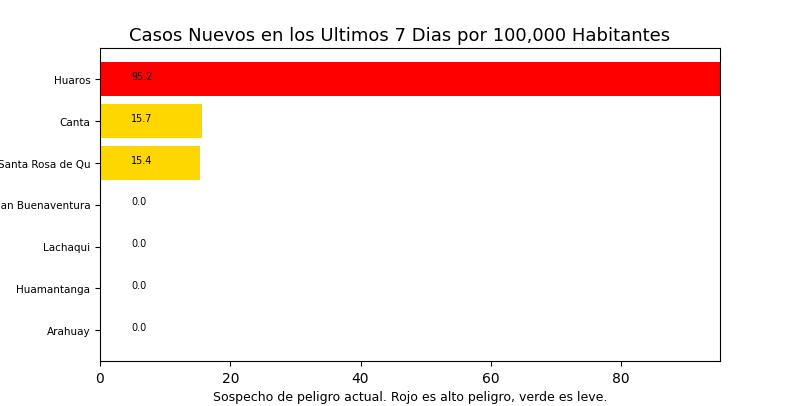 Casos Nuevos en los Ultimos 7 Dias por 100,000 Habitantes
Huaros 95.2
Canta 15.7
Santa Rosa de Qu 15.4
an Buenaventura 0.0
Lachaqui 0.0
Huamantanga 0.0
Arahuay 0.0
0 20 40 60 80
Sospecho de peligro actual. Rojo es alto peligro, verde es leve.